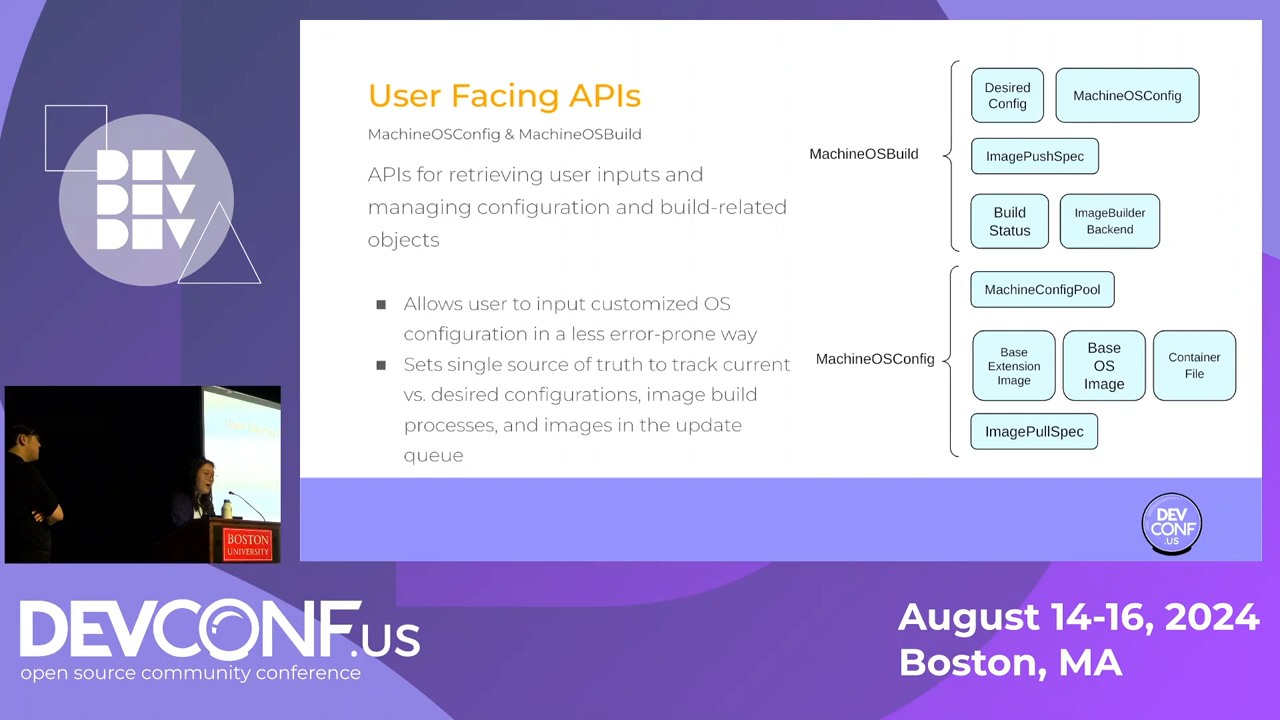 DEV
DEV
DEV
User Facing APIs
MachineOSConfig & MachineOSBuild
APIs for retrieving user inputs and
managing configuration and build-related
objects
■ Allows user to input customized OS
configuration in a less error-prone way
■ Sets single source of truth to track current
vs. desired configurations, image build
processes, and images in the update
queue
MachineOSBuild
Desired
Config
MachineOSConfig
ImagePushSpec
Build
Status
ImageBuilder
Backend
MachineOSConfig
MachineConfigPool
Base
Extension
Image
Base
OS
Image
Container
File
ImagePullSpec
DEV
CONF
.US
User Facing
BOSTON
UNIVERSITY
DEVCONF.US
open source community conference
August 14-16, 2024
Boston, MA